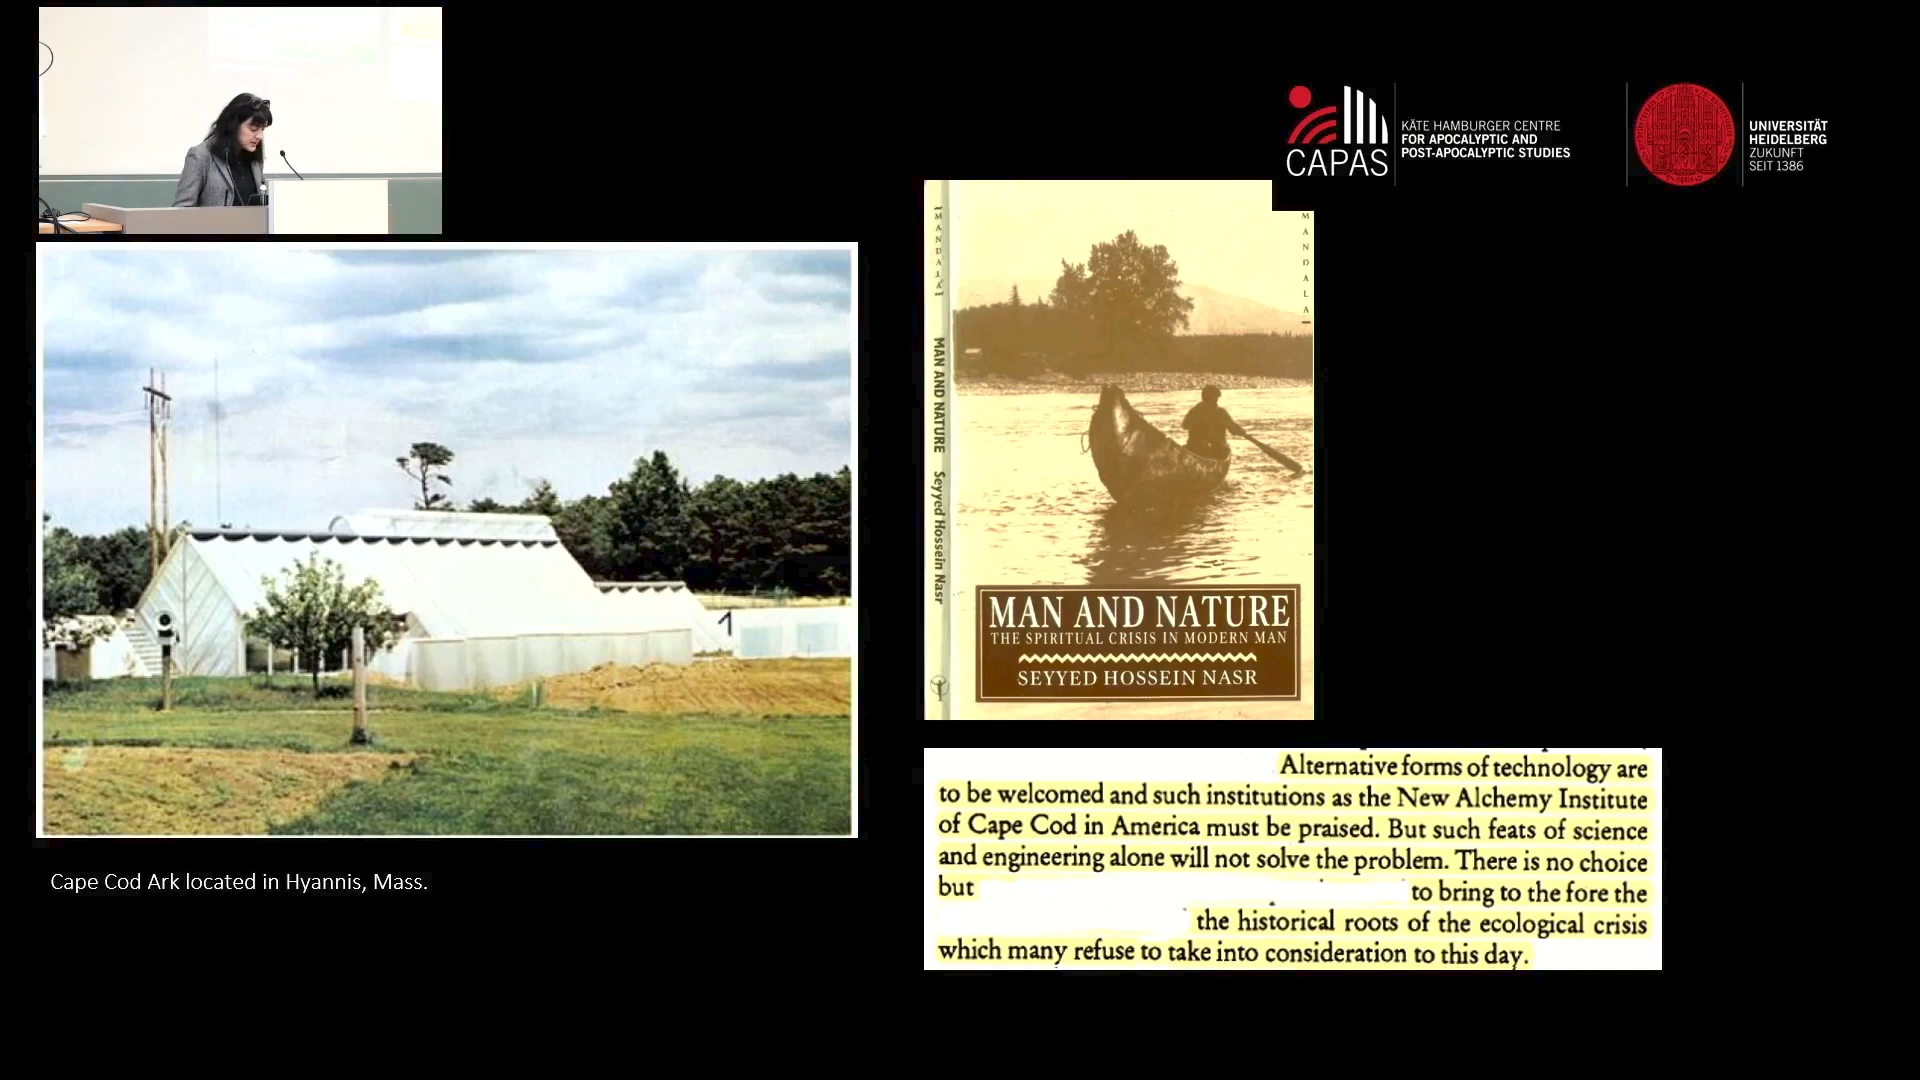 CAPAS
KÄTE HAMBURGER CENTRE
FOR APOCALYPTIC AND
POST-APOCALYPTIC STUDIES
UNIVERSITÄT
HEIDELBERG
ZUKUNFT
SEIT 1386
MANDALA
MAN AND NATURE Seyyed Hossein Nasr
MANDALA
MAN AND NATURE
THE SPIRITUAL CRISIS IN MODERN MAN
SEYYED HOSSEIN NASR
Alternative forms of technology are
to be welcomed and such institutions as the New Alchemy Institute
of Cape Cod in America must be praised. But such feats of science
and engineering alone will not solve the problem. There is no choice
but to bring to the fore the
the historical roots of the ecological crisis
which many refuse to take into consideration to this day.
Cape Cod Ark located in Hyannis, Mass.